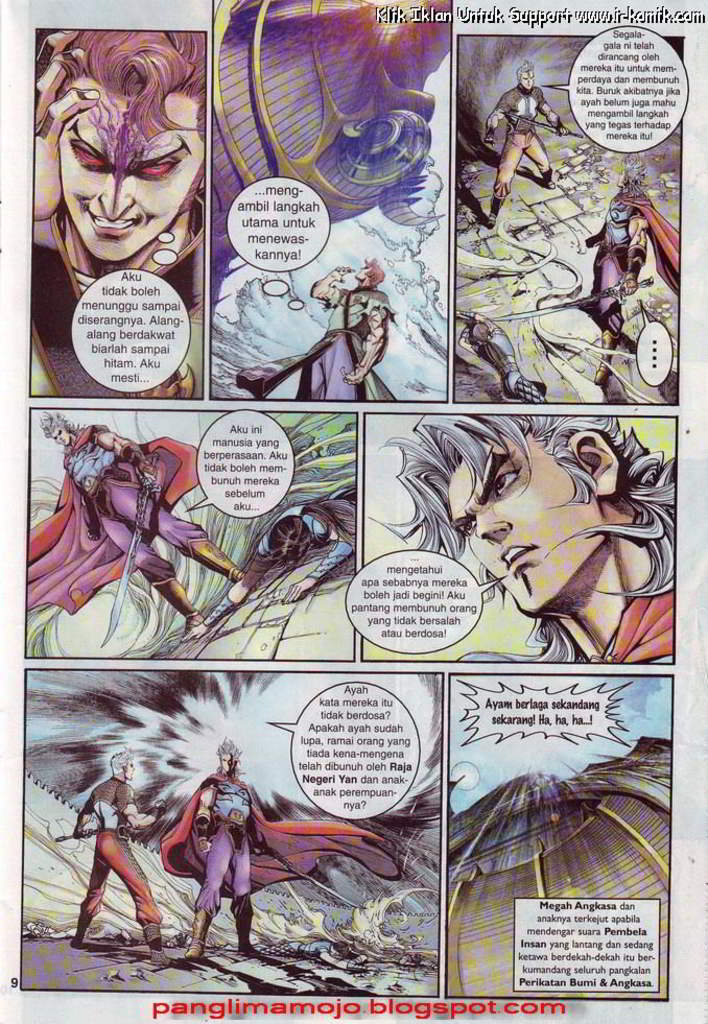 Klik Iklan Untuk Support www.ir-komik.com
Aku
tidak boleh
menunggu sampai
diserangnya. Alang-
alang berdakwat
biarlah sampai
hitam. Aku
mesti...
...meng-
ambil langkah
utama untuk
menewas-
kannya!
Segala-
gala ni telah
dirancang oleh
mereka itu untuk mem-
perdaya dan membunuh
kita. Buruk akibatnya jika
ayah belum juga mahu
mengambil langkah
yang tegas terhadap
mereka itu!
....
Aku ini
manusia yang
berperasaan. Aku
tidak boleh mem-
bunuh mereka
sebelum
aku...
...
mengetahui
apa sebabnya mereka
boleh jadi begini! Aku
pantang membunuh orang
yang tidak bersalah
atau berdosa!
Ayah
kata mereka itu
tidak berdosa?
Apakah ayah sudah
lupa, ramai orang yang
tiada kena-mengena
telah dibunuh oleh Raja
Negeri Yan dan anak-
anak perempuan-
nya?
Ayam berlaga sekandang
sekarang! Ha, ha, ha...!
Megah Angkasa dan
anaknya terkejut apabila
mendengar suara Pembela
Insan yang lantang dan sedang
ketawa berdekah-dekah itu ber-
kumandang seluruh pangkalan
Perikatan Bumi & Angkasa.
9
panglimamojo.blogspot.com